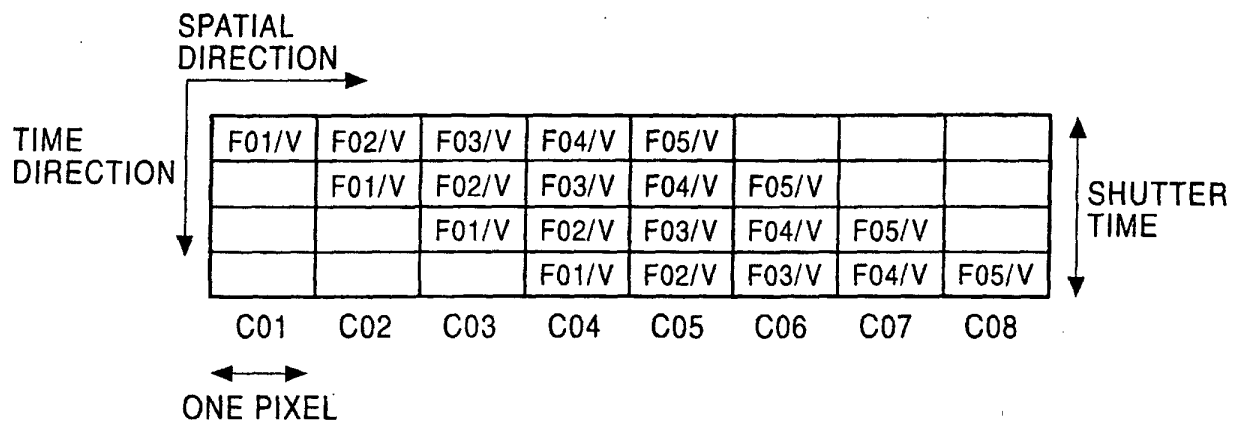 SPATIAL
DIRECTION
TIME
DIRECTION
F01/V F02/V F03/V F04/V F05/V
F01/V F02/V F03/V F04/V F05/V
F01/V F02/V F03/V F04/V F05/V
F01/V F02/V F03/V F04/V F05/V
SHUTTER
TIME
C01 C02 C03 C04 C05 C06 C07 C08
ONE PIXEL